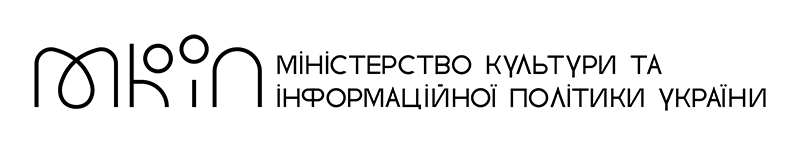 МКІП
МІНІСТЕРСТВО КУЛЬТУРИ ТА
ІНФОРМАЦІЙНОЇ ПОЛІТИКИ УКРАЇНИ